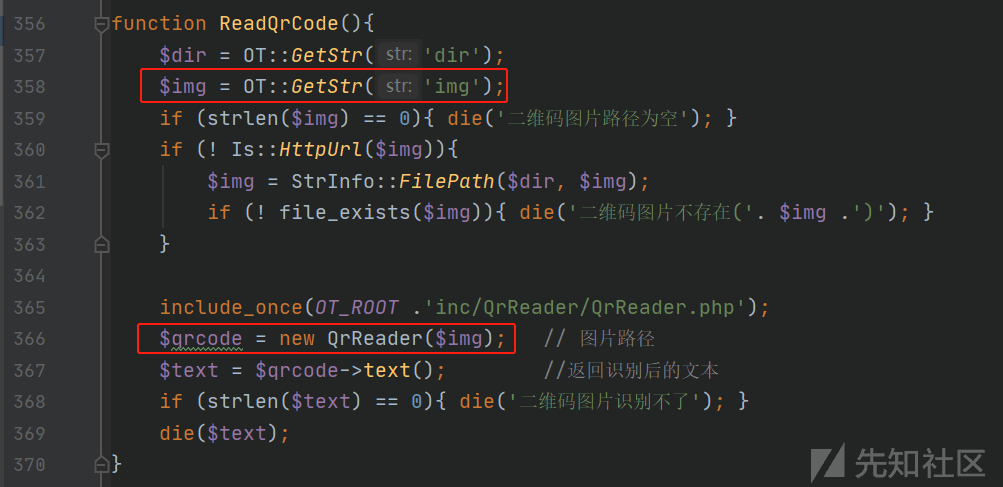 356 function ReadQrCode(){
357 $dir = OT::GetStr( str: 'dir');
358 $img = OT::GetStr( str: 'img');
359 if (strlen($img) == 0){ die('二维码图片路径为空'); }
360 if (! Is::HttpUrl($img)){
361 $img = StrInfo::FilePath($dir, $img);
362 if (! file_exists($img)){ die('二维码图片不存在('. $img .')'); }
363 }
364
365 include_once(OT_ROOT .'inc/QrReader/QrReader.php');
366 $qrcode = new QrReader($img); // 图片路径
367 $text = $qrcode->text(); //返回识别后的文本
368 if (strlen($text) == 0){ die('二维码图片识别不了'); }
369 die($text);
370 }
先知社区